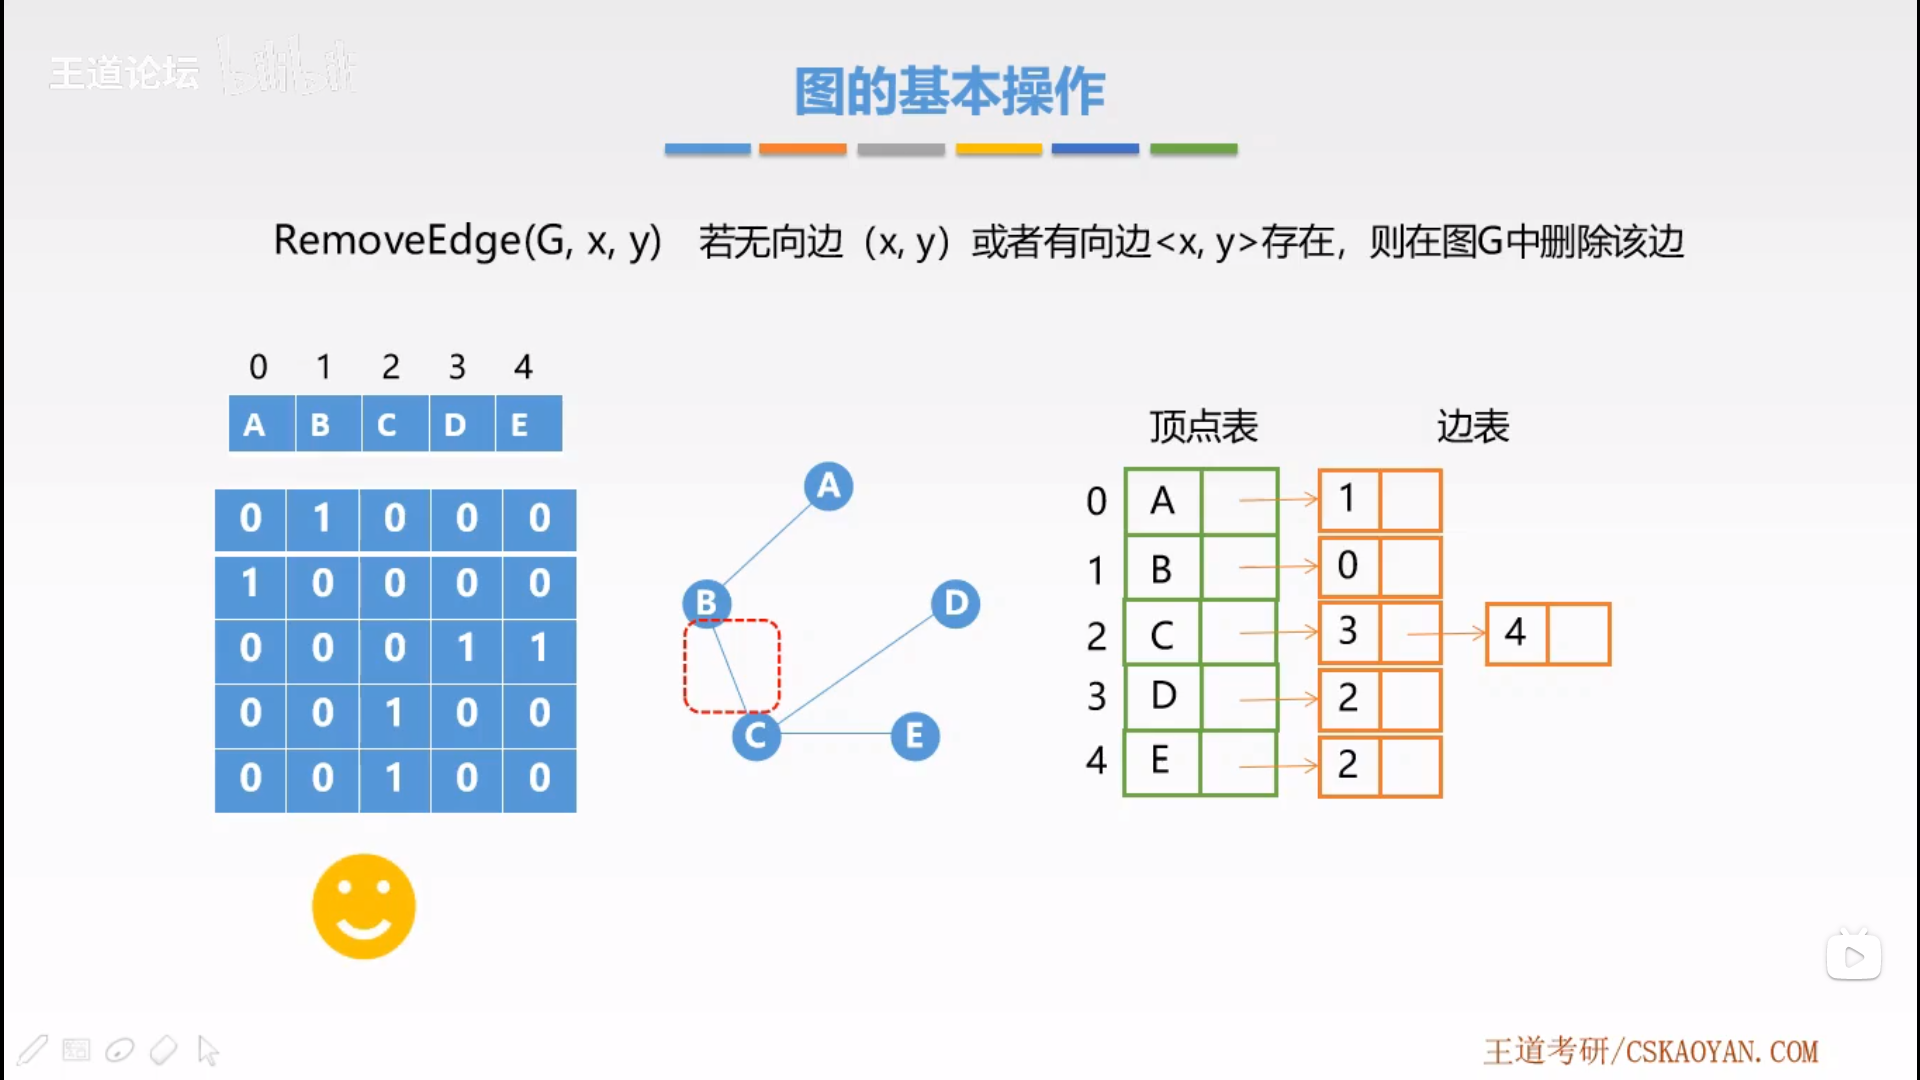 王道论坛 bilibili
图的基本操作
RemoveEdge(G, x, y) 若无向边（x, y）或者有向边<x, y>存在，则在图G中删除该边
0 1 2 3 4
A B C D E
0 1 0 0 0
1 0 0 0 0
0 0 0 1 1
0 0 1 0 0
0 0 1 0 0
A
B
D
C
E
顶点表 边表
0 A 1
1 B 0
2 C 3 4
3 D 2
4 E 2
王道考研/CSKAOYAN.COM